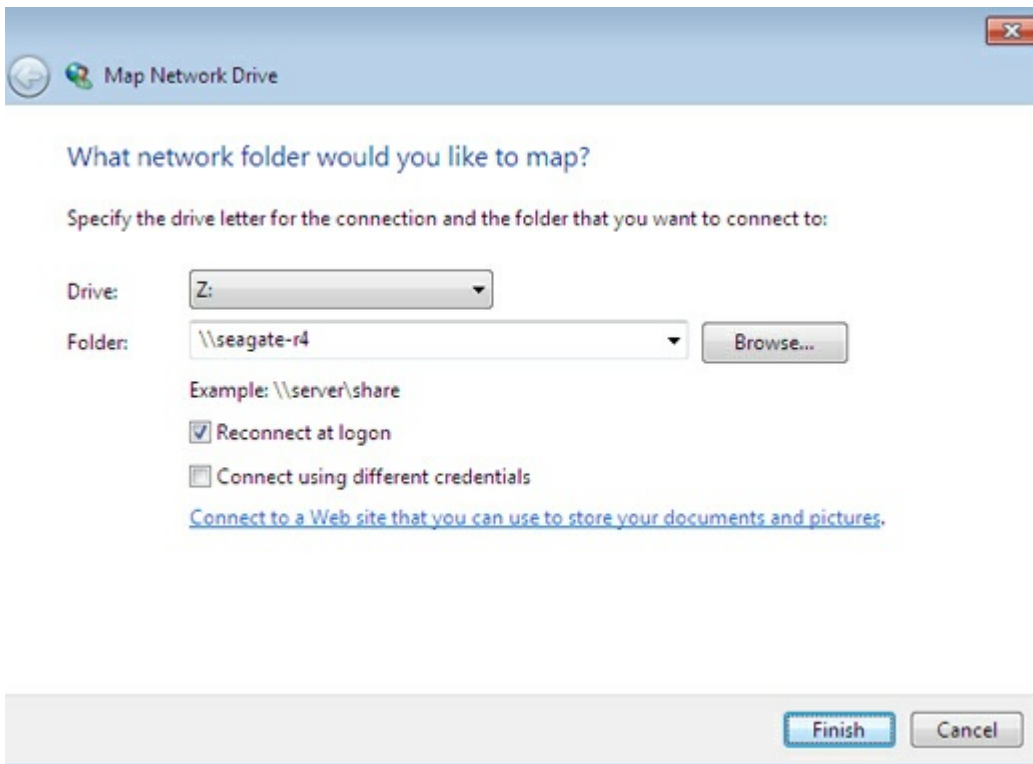 Map Network Drive
What network folder would you like to map?
Specify the drive letter for the connection and the folder that you want to connect to:
Drive: Z:
Folder: \\seagate-r4 Browse...
Example: \\server\share
Reconnect at logon
Connect using different credentials
Connect to a Web site that you can use to store your documents and pictures.
Finish Cancel